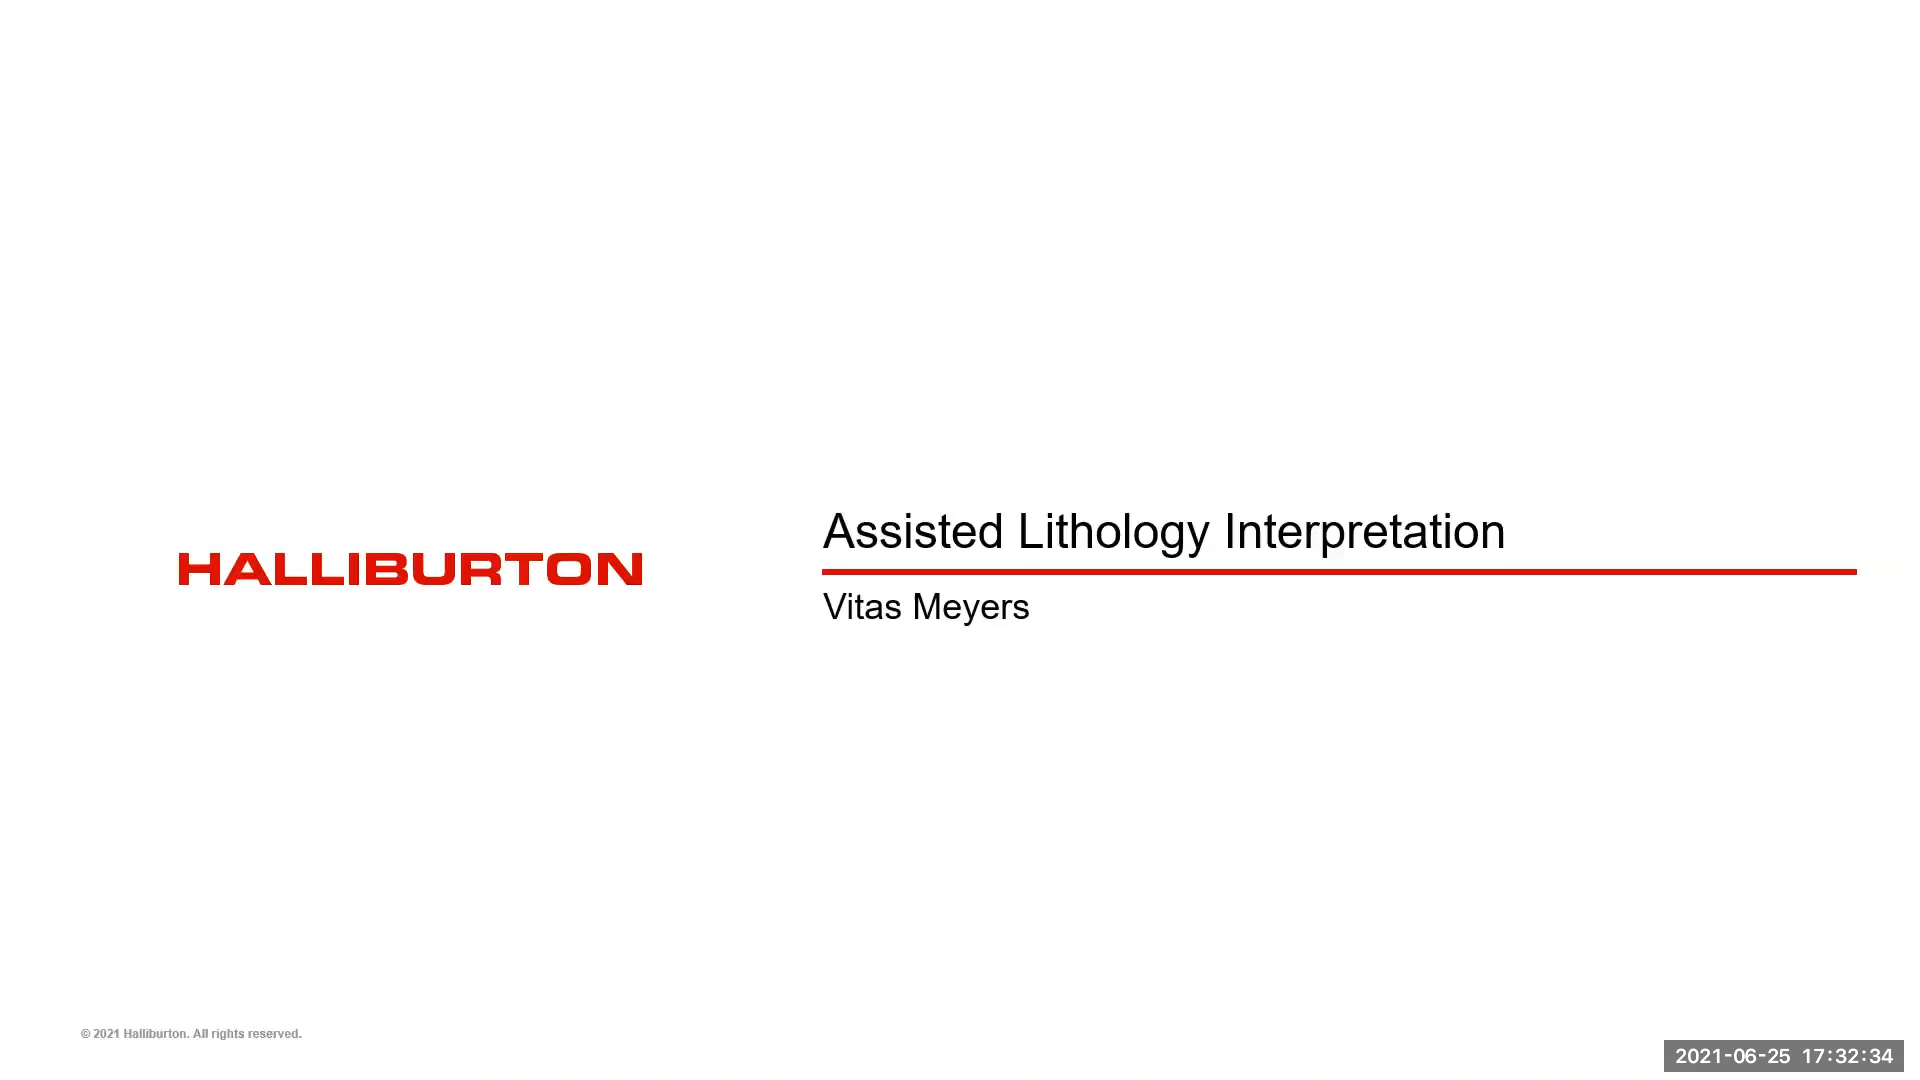 HALLIBURTON
Assisted Lithology Interpretation
Vitas Meyers
© 2021 Halliburton. All rights reserved.
2021-06-25 17:32:34